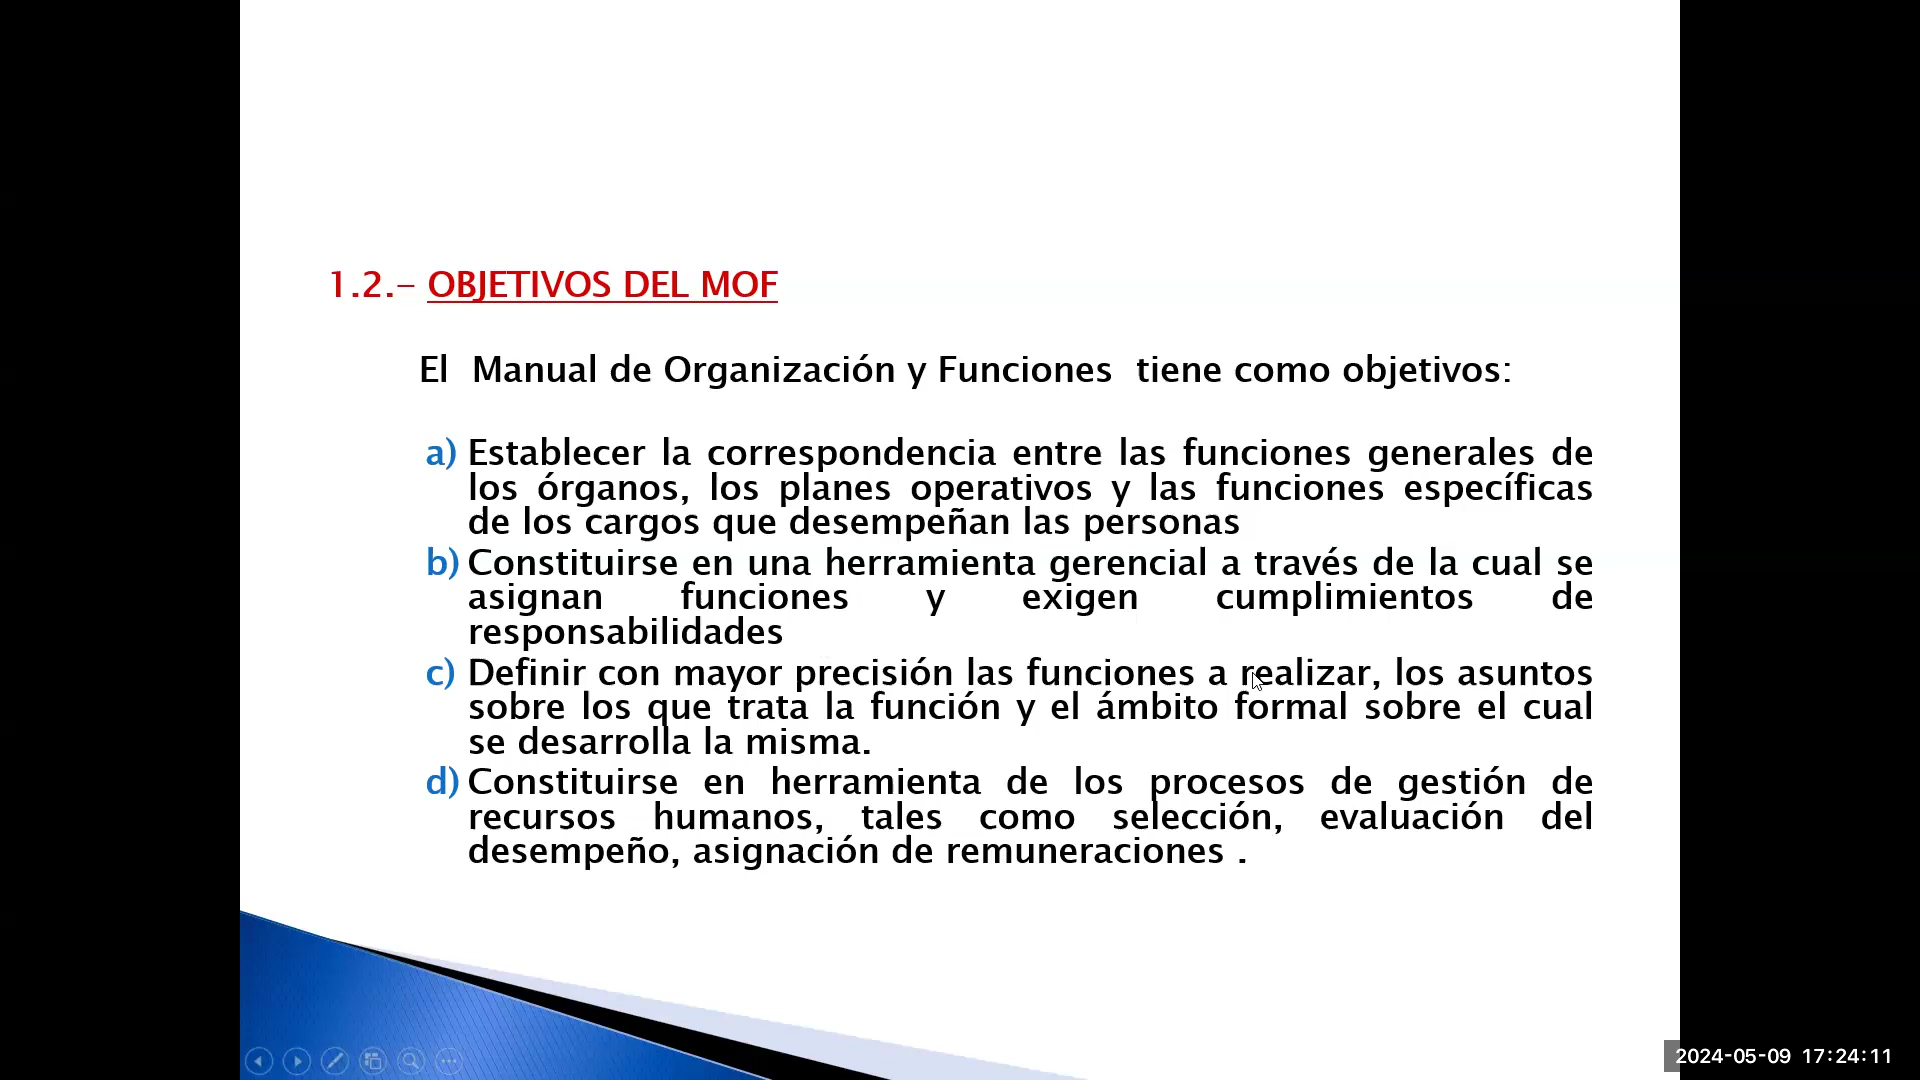 1.2.- OBJETIVOS DEL MOF
El Manual de Organización y Funciones tiene como objetivos:
a) Establecer la correspondencia entre las funciones generales de
los órganos, los planes operativos y las funciones específicas
de los cargos que desempeñan las personas
b) Constituirse en una herramienta gerencial a través de la cual se
asignan funciones y exigen cumplimientos de
responsabilidades
c) Definir con mayor precisión las funciones a realizar, los asuntos
sobre los que trata la función y el ámbito formal sobre el cual
se desarrolla la misma.
d) Constituirse en herramienta de los procesos de gestión de
recursos humanos, tales como selección, evaluación del
desempeño, asignación de remuneraciones .
2024-05-09 17:24:11